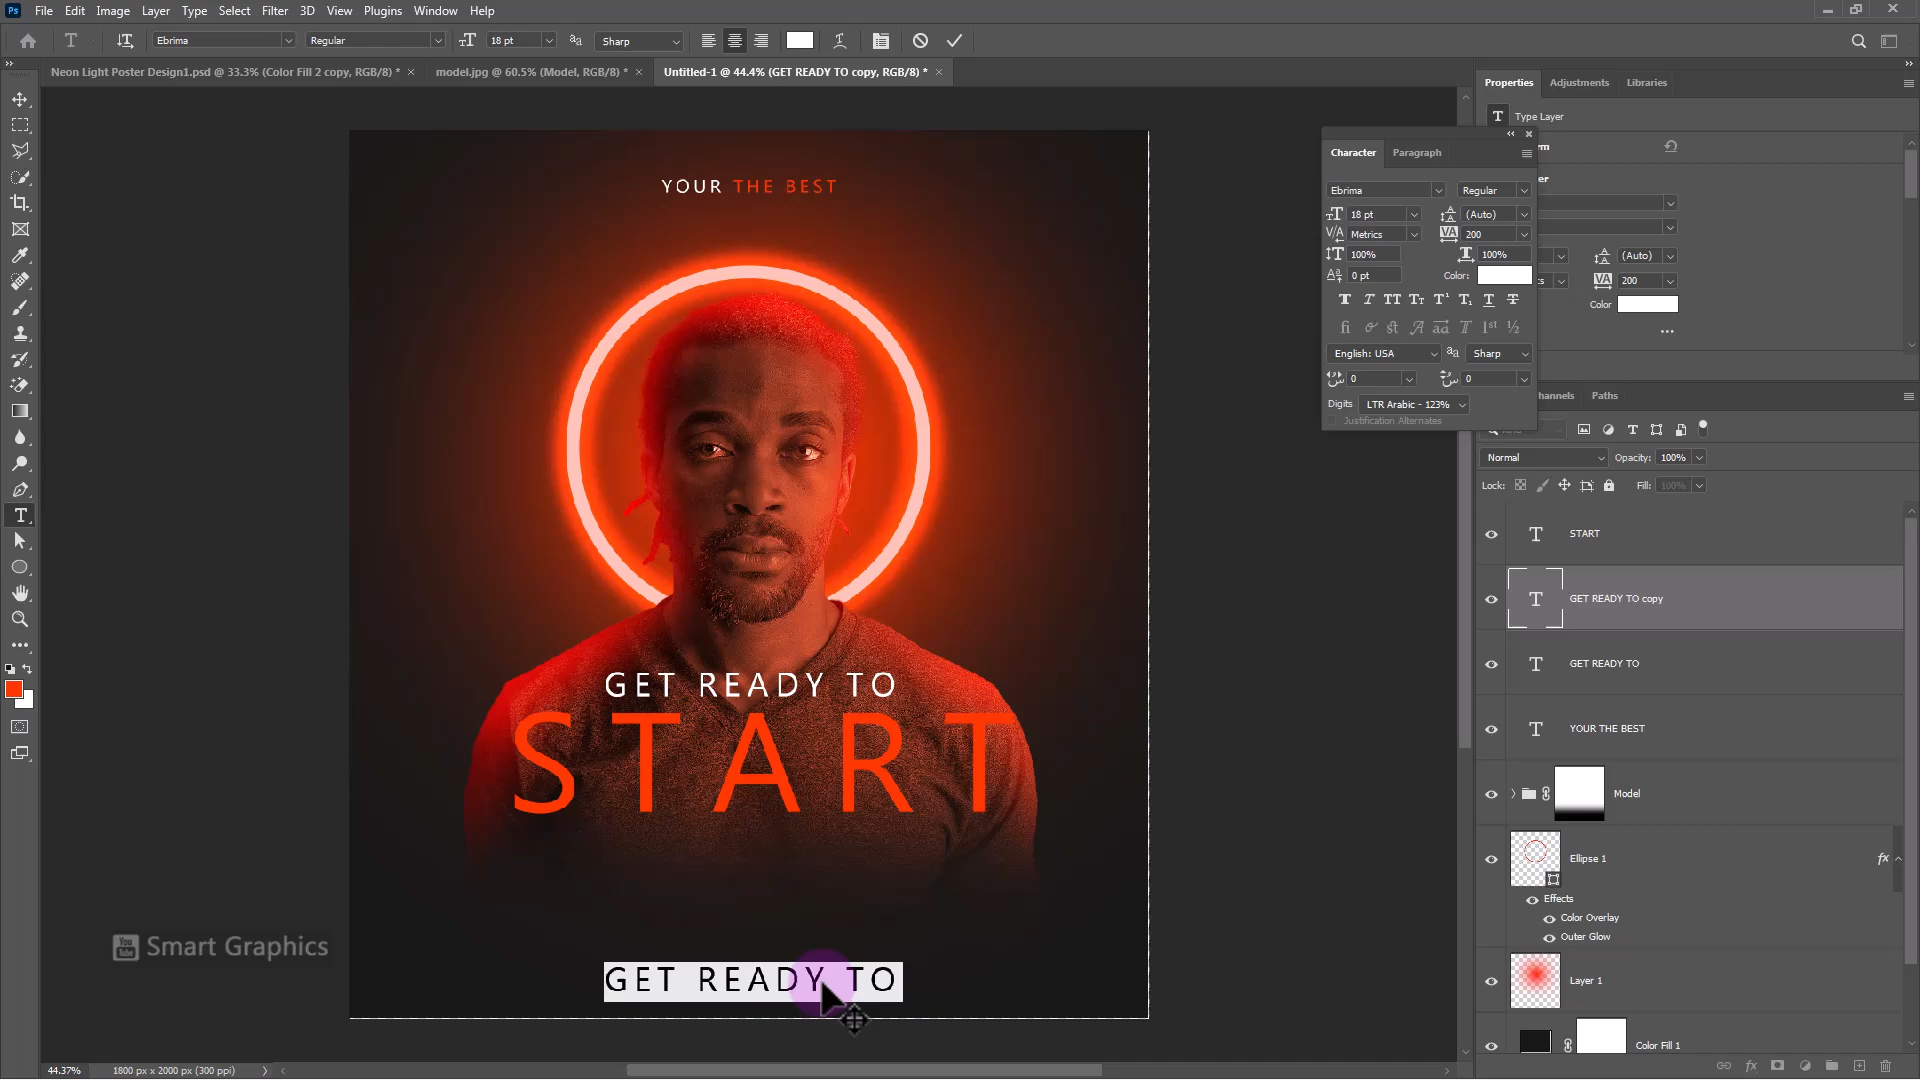 File Edit Image Layer Type Select Filter 3D View Plugins Window Help
Ebrima Regular 18 pt Sharp
Neon Light Poster Design1.psd @ 33.3% (Color Fill 2 copy, RGB/8) * × model.jpg @ 60.5% (Model, RGB/8) * × Untitled-1 @ 44.4% (GET READY TO copy, RGB/8) * ×
Properties Adjustments Libraries
Type Layer
Character Paragraph
Ebrima Regular
18 pt (Auto)
Metrics 200
100% 100%
0 pt Color:
English: USA Sharp
0 0
Digits LTR Arabic - 123%
Justification Alternates
(Auto)
200
Color
YOUR THE BEST
GET READY TO
START
GET READY TO
You Tube Smart Graphics
Paths
Normal Opacity: 100%
Lock: Fill: 100%
START
GET READY TO copy
GET READY TO
YOUR THE BEST
Model
Ellipse 1 fx
Effects
Color Overlay
Outer Glow
Layer 1
Color Fill 1
44.37% 1800 px x 2000 px (300 ppi)